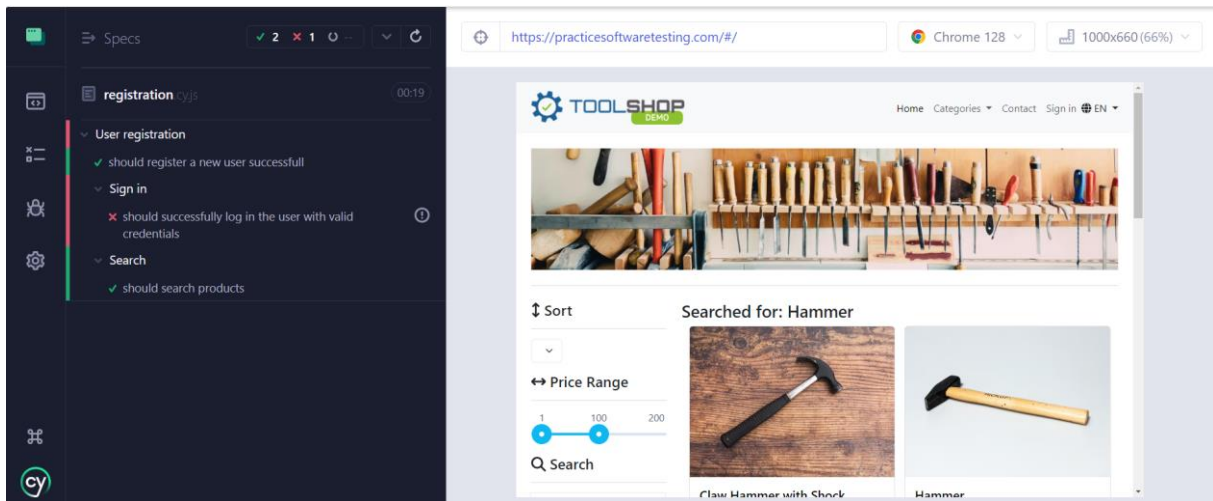 Specs
2 1 --
registration.cy.js 00:19
User registration
should register a new user successfull
Sign in
should successfully log in the user with valid
credentials
Search
should search products
cy
https://practicesoftwaretesting.com/#/
Chrome 128
1000x660 (66%)
TOOLSHOP
DEMO
Home Categories Contact Sign in EN
Sort
Price Range
1 100 200
Search
Searched for: Hammer
Claw Hammer with Shock
Hammer